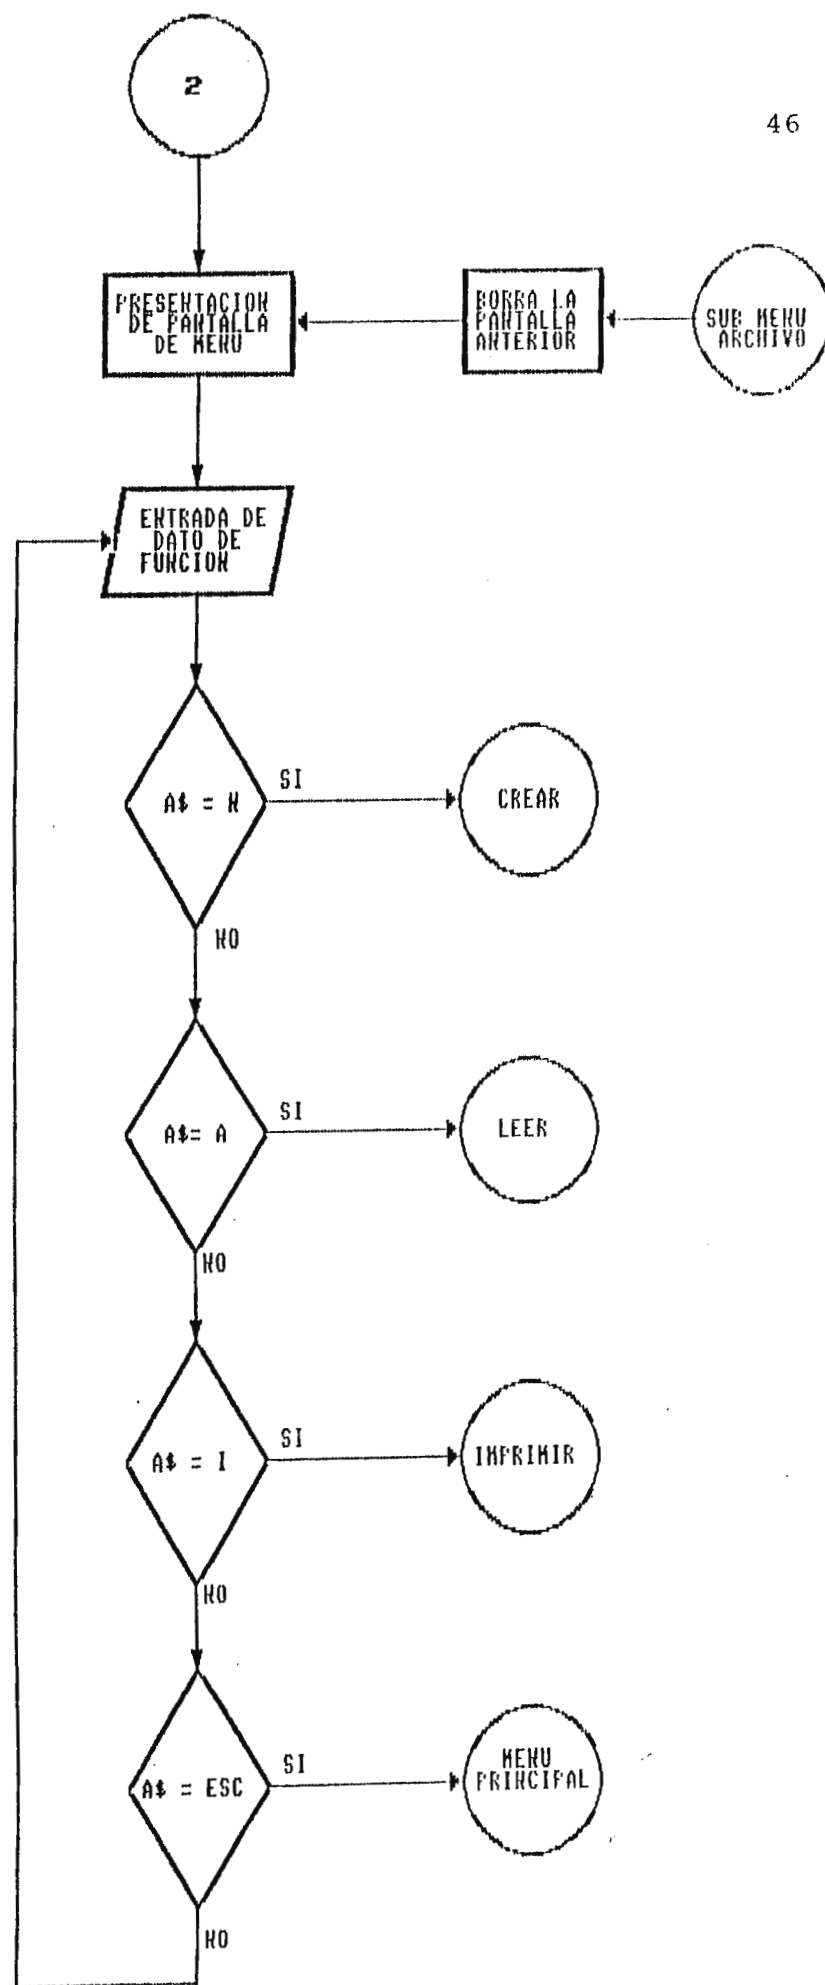 2
46
PRESENTACION
DE PANTALLA
DE MENU
BORRA LA
PANTALLA
ANTERIOR
SUB MENU
ARCHIVO
ENTRADA DE
DATO DE
FUNCION
A$ = N
SI
CREAR
NO
A$= A
SI
LEER
NO
A$ = I
SI
IMPRIMIR
NO
A$ = ESC
SI
MENU
PRINCIPAL
NO